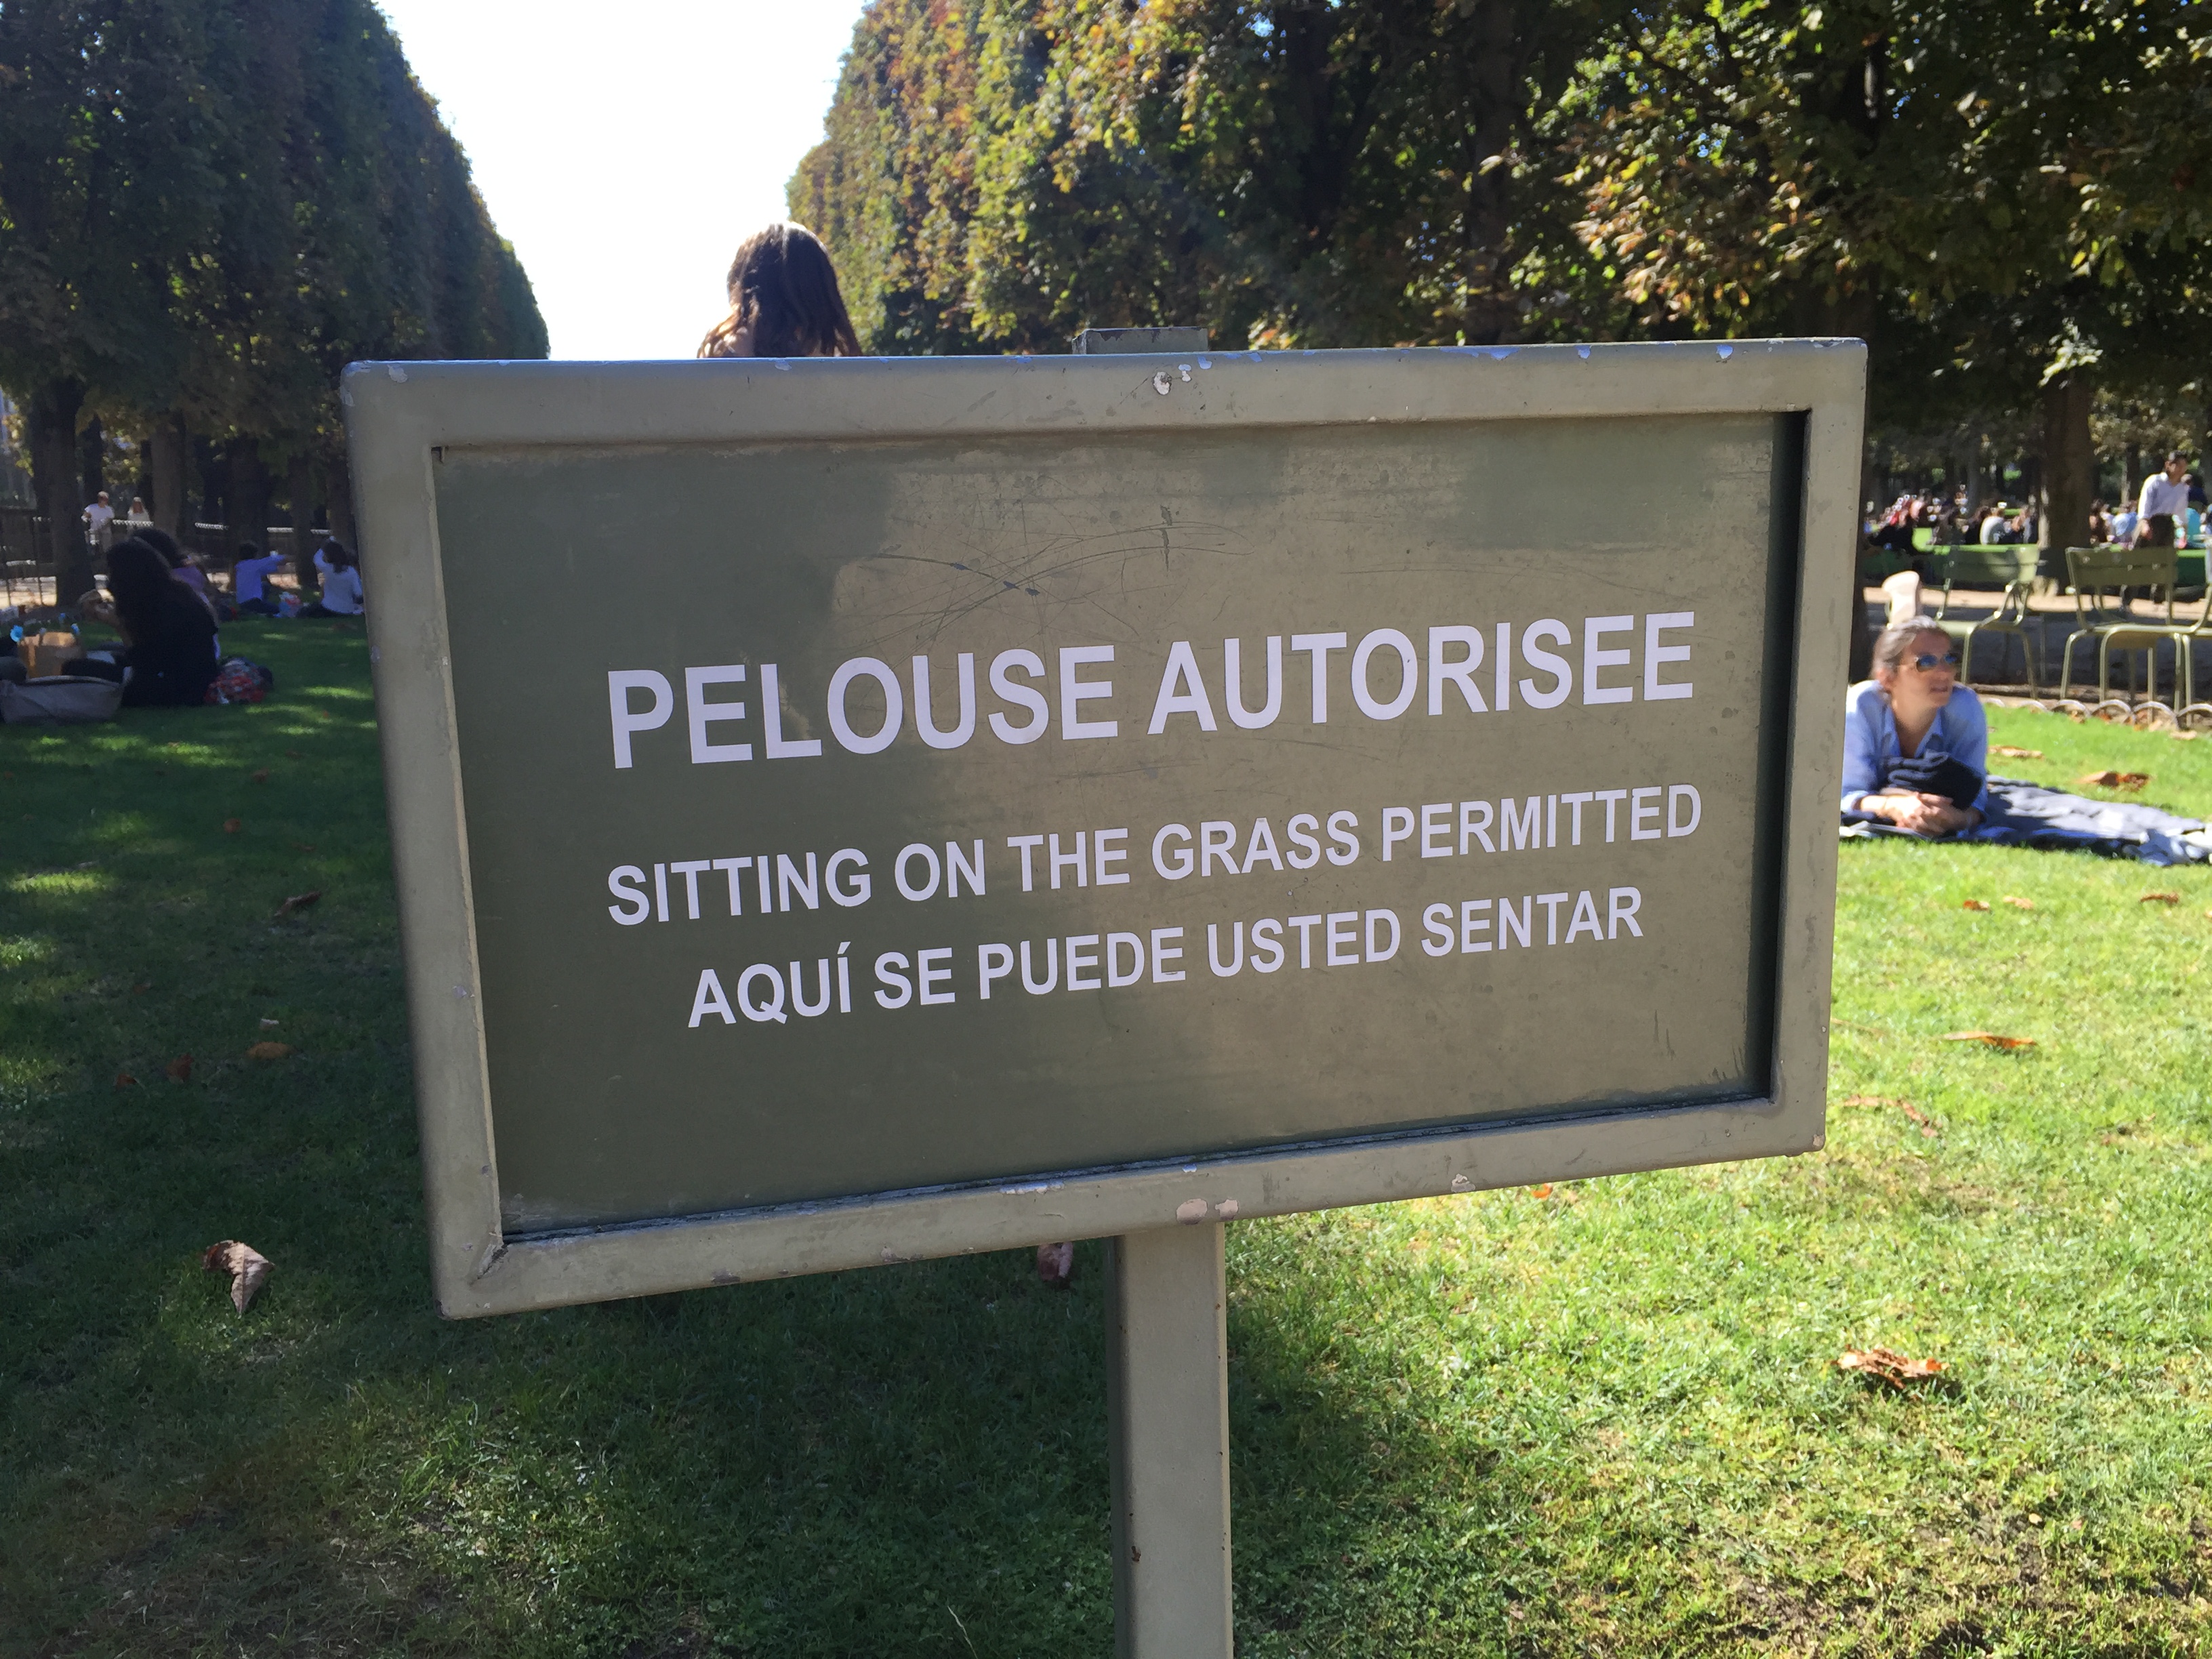 PELOUSE AUTORISEE
SITTING ON THE GRASS PERMITTED
AQUÍ SE PUEDE USTED SENTAR